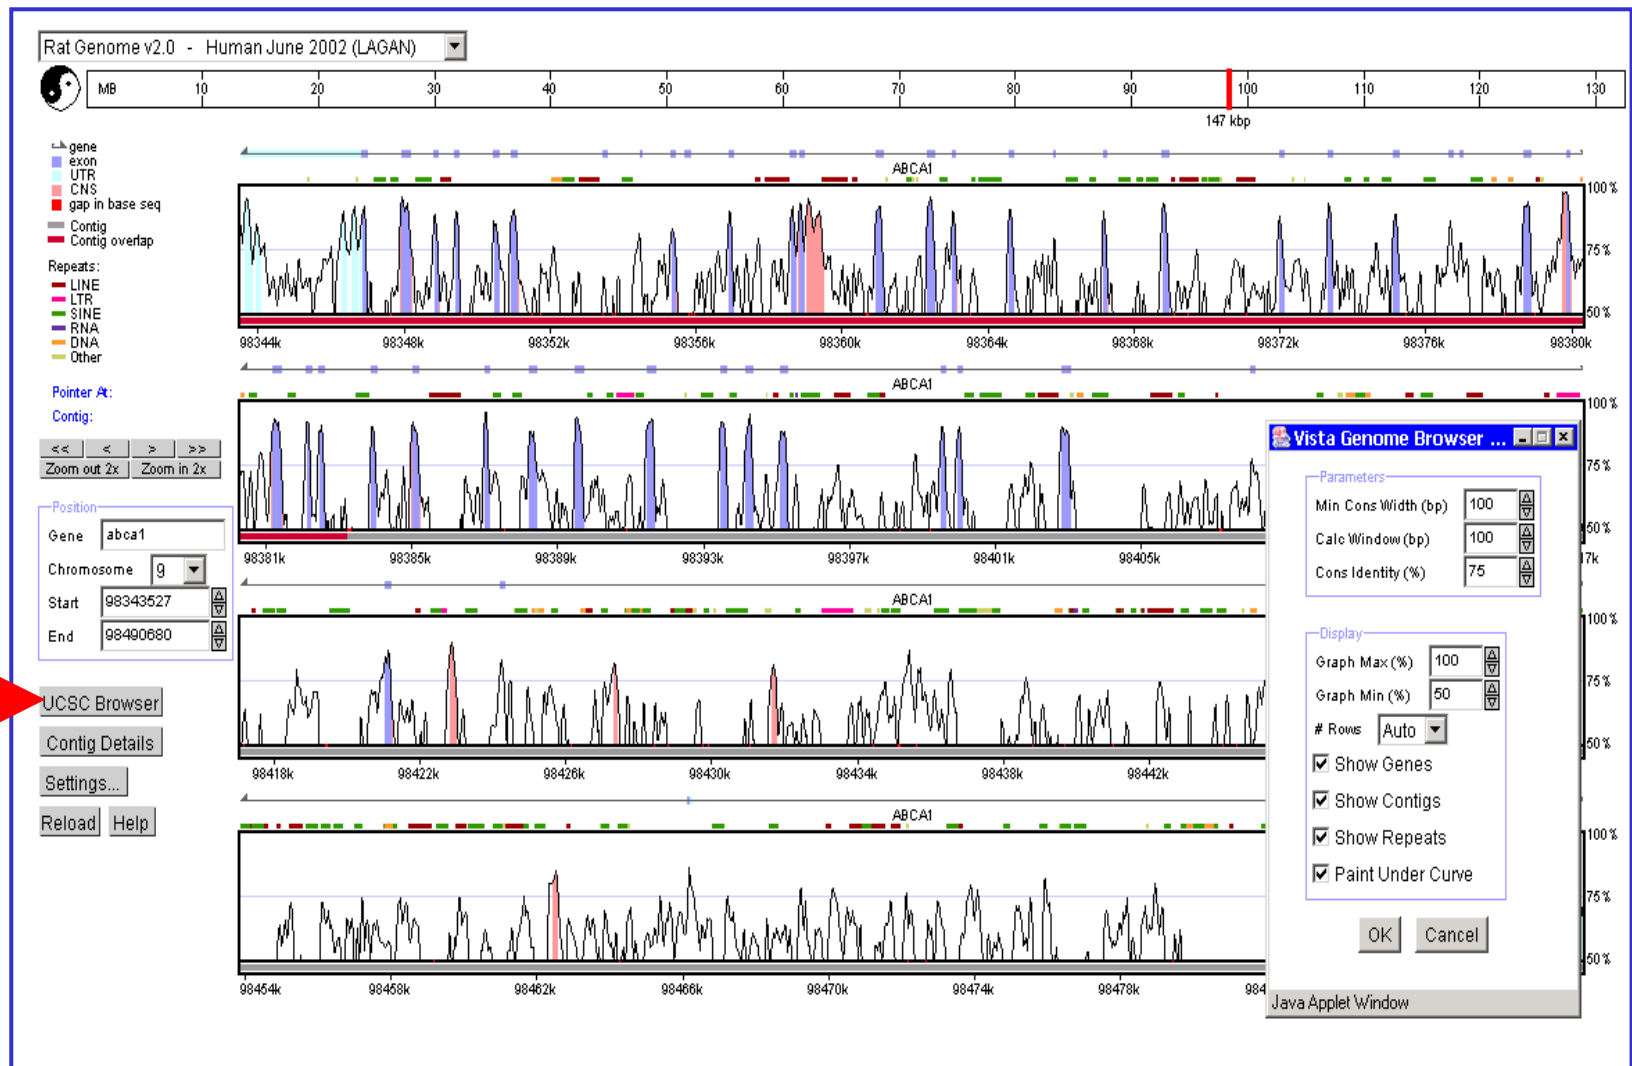 Rat Genome v2.0 - Human June 2002 (LAGAN)
MB 10 20 30 40 50 60 70 80 90 100 110 120 130
147 kbp
gene
exon
UTR
CNS
gap in base seq
Contig
Contig overlap
Repeats:
LINE
LTR
SINE
RNA
DNA
Other
Pointer At:
Contig:
<< < > >>
Zoom out 2x Zoom in 2x
Position
Gene abca1
Chromosome 9
Start 98343527
End 98490680
UCSC Browser
Contig Details
Settings...
Reload Help
ABCA1
100%
75%
50%
98344k 98348k 98352k 98356k 98360k 98364k 98368k 98372k 98376k 98380k
ABCA1
100%
75%
50%
98381k 98385k 98389k 98393k 98397k 98401k 98405k 17k
ABCA1
100%
75%
50%
98418k 98422k 98426k 98430k 98434k 98438k 98442k
ABCA1
100%
75%
50%
98454k 98458k 98462k 98466k 98470k 98474k 98478k 984
Vista Genome Browser ...
Parameters
Min Cons Width (bp) 100
Calc Window (bp) 100
Cons Identity (%) 75
Display
Graph Max (%) 100
Graph Min (%) 50
# Rows Auto
Show Genes
Show Contigs
Show Repeats
Paint Under Curve
OK Cancel
Java Applet Window